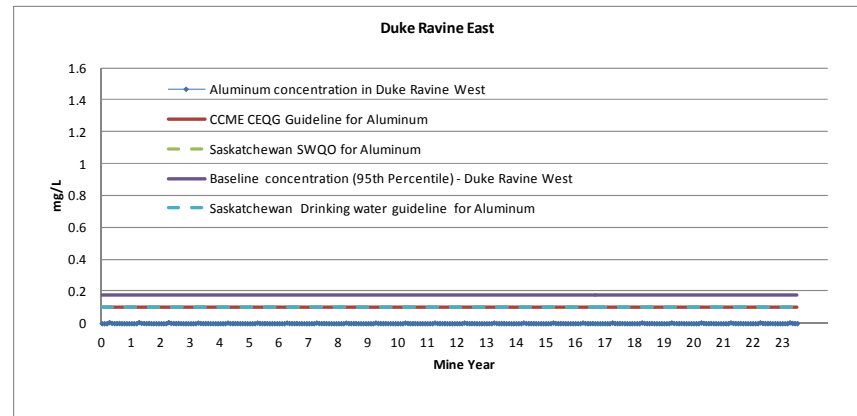 Duke Ravine East
1.6
1.4
1.2
1
0.8
0.6
0.4
0.2
0
mg/L
Aluminum concentration in Duke Ravine West
CCME CEQG Guideline for Aluminum
Saskatchewan SWQO for Aluminum
Baseline concentration (95th Percentile) - Duke Ravine West
Saskatchewan Drinking water guideline for Aluminum
0 1 2 3 4 5 6 7 8 9 10 11 12 13 14 15 16 17 18 19 20 21 22 23
Mine Year